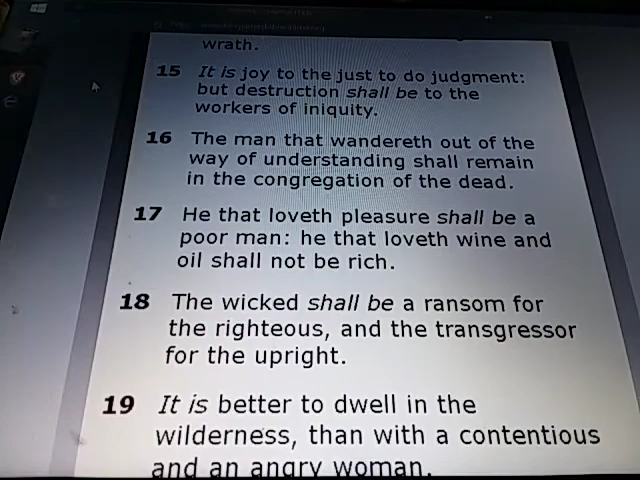 wrath.
15 It is joy to the just to do judgment:
but destruction shall be to the
workers of iniquity.
16 The man that wandereth out of the
way of understanding shall remain
in the congregation of the dead.
17 He that loveth pleasure shall be a
poor man: he that loveth wine and
oil shall not be rich.
18 The wicked shall be a ransom for
the righteous, and the transgressor
for the upright.
19 It is better to dwell in the
wilderness, than with a contentious
and an angry woman.